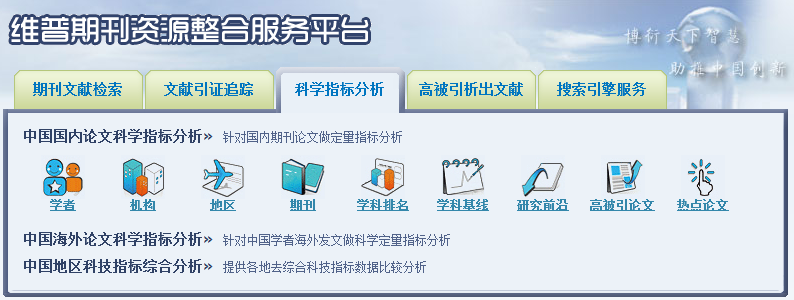 维普期刊资源整合服务平台
博衍天下智慧
助推中国创新
期刊文献检索 文献引证追踪 科学指标分析 高被引析出文献 搜索引擎服务
中国国内论文科学指标分析» 针对国内期刊论文做定量指标分析
学者 机构 地区 期刊 学科排名 学科基线 研究前沿 高被引论文 热点论文
中国海外论文科学指标分析» 针对中国学者海外发文做科学定量指标分析
中国地区科技指标综合分析» 提供各地去综合科技指标数据比较分析